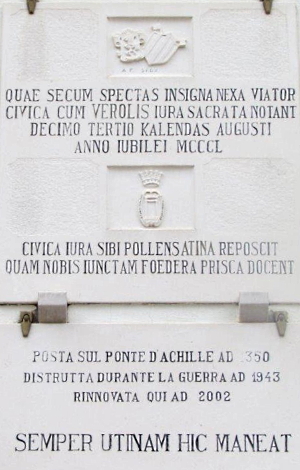 QUAE SECUM SPECTAS INSIGNA NEXA VIATOR
CIVICA CUM VEROLIS IURA SACRATA NOTANT
DECIMO TERTIO KALENDAS AUGUSTI
ANNO IUBILEI MCCCL
CIVICA IURA SIBI POLLENSATINA REPOSCIT
QUAM NOBIS IUNCTAM FOEDERA PRISCA DOCENT
POSTA SUL PONTE D'ACHILLE AD 1350
DISTRUTTA DURANTE LA GUERRA AD 1943
RINNOVATA QUI AD 2002
SEMPER UTINAM HIC MANEAT